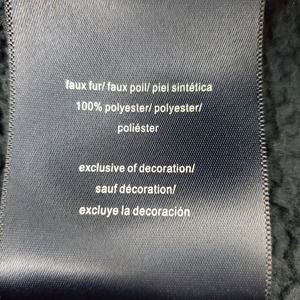 faux fur/ faux poil/ piel sintética
100% polyester/ polyester/
poliéster
exclusive of decoration/
sauf décoration/
excluye la decoración